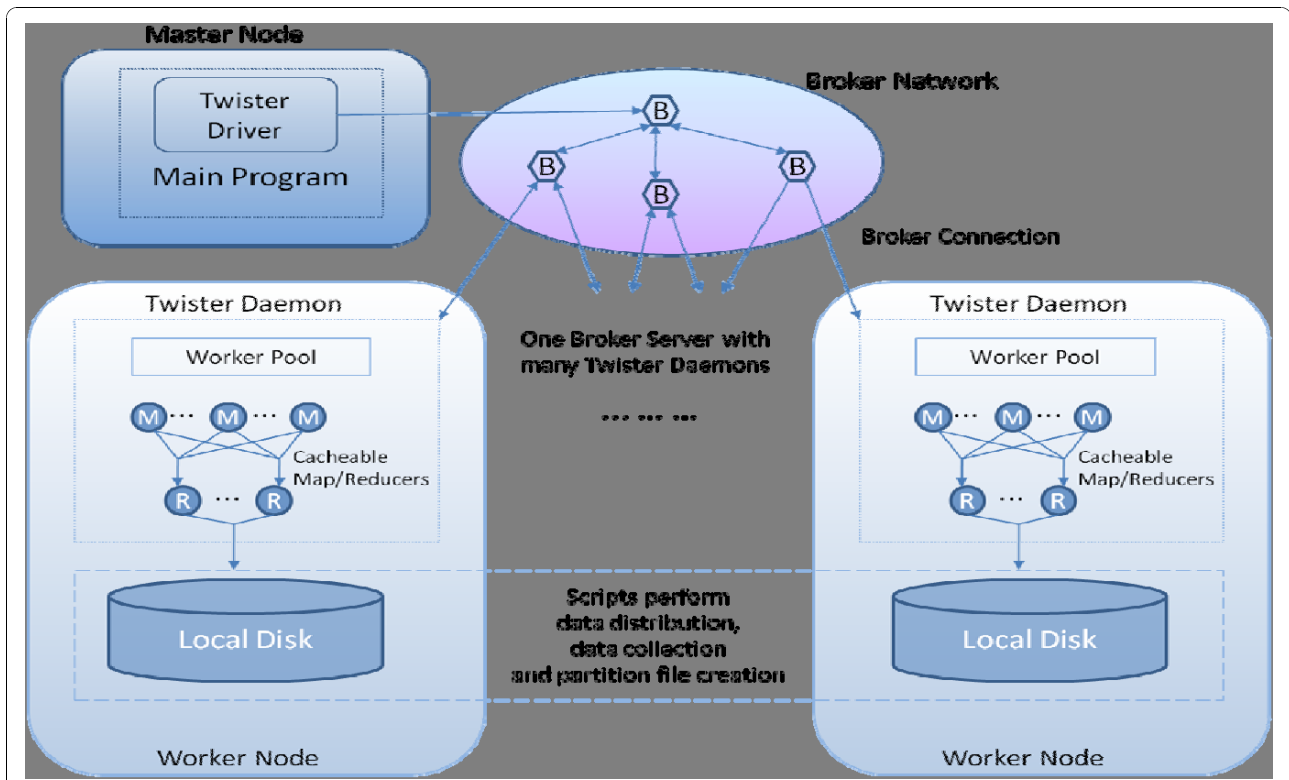 Master Node
Twister
Driver
Main Program
Broker Network
B
B
B
B
Broker Connection
Twister Daemon
Worker Pool
M ... M ... M
Cacheable
Map/Reducers
R ... R
Local Disk
Worker Node
One Broker Server with
many Twister Daemons
... ... ...
Scripts perform
data distribution,
data collection
and partition file creation
Twister Daemon
Worker Pool
M ... M ... M
Cacheable
Map/Reducers
R ... R
Local Disk
Worker Node